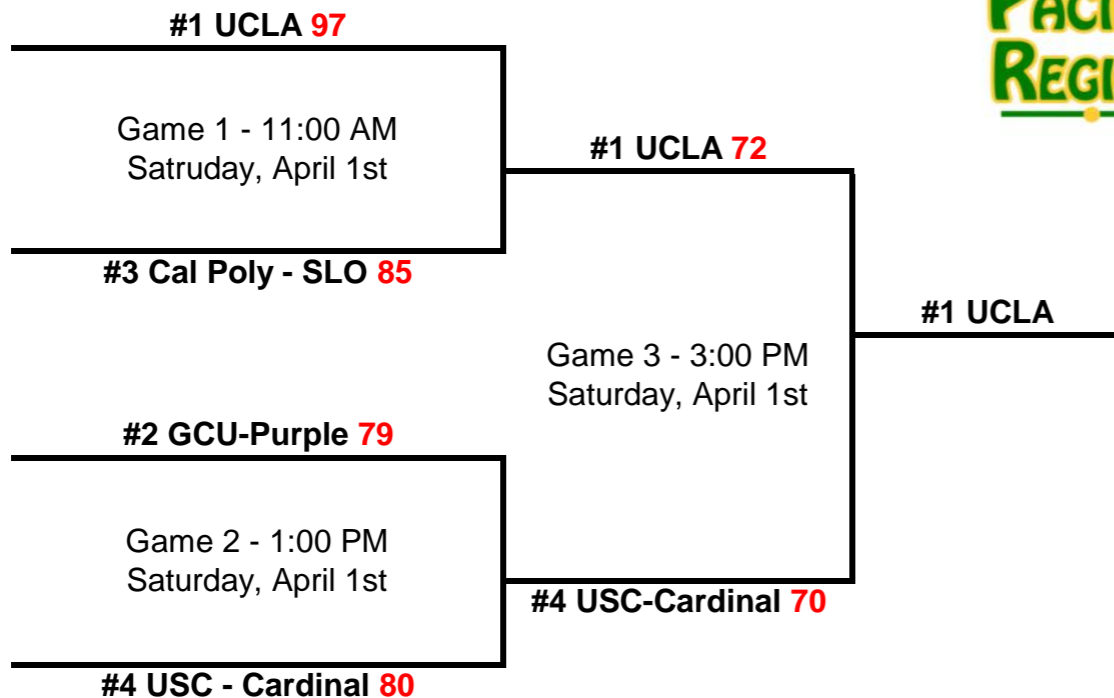 #1 UCLA 97
Game 1 - 11:00 AM
Satruday, April 1st
#3 Cal Poly - SLO 85
#1 UCLA 72
#1 UCLA
Game 3 - 3:00 PM
Saturday, April 1st
#2 GCU-Purple 79
Game 2 - 1:00 PM
Saturday, April 1st
#4 USC - Cardinal 80
#4 USC-Cardinal 70